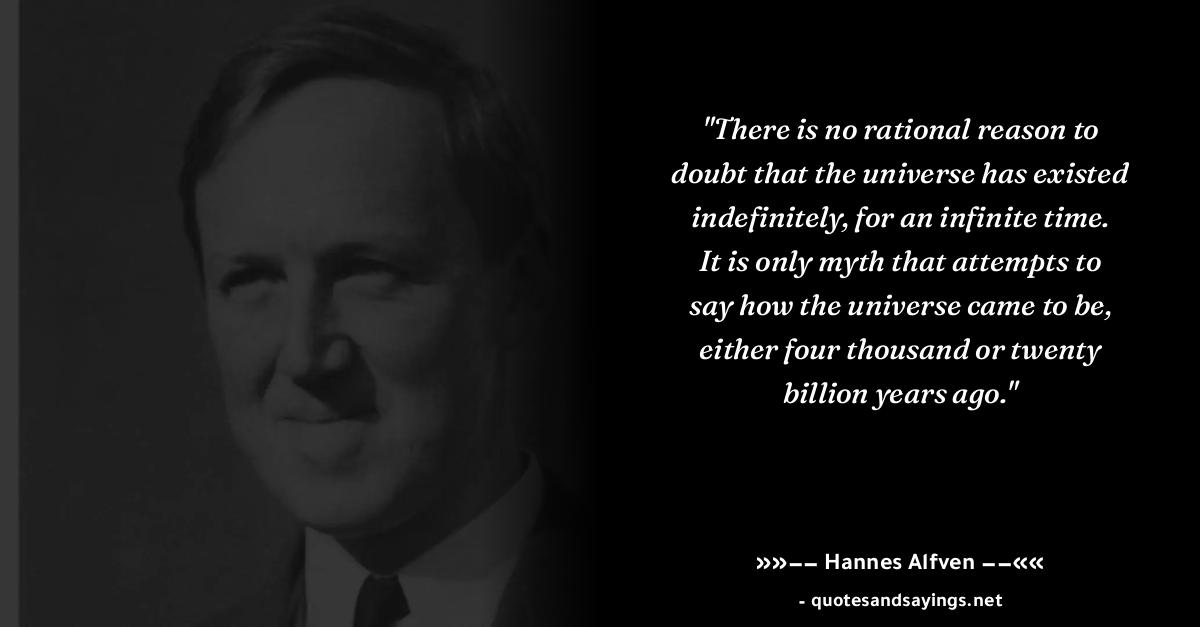 "There is no rational reason to
doubt that the universe has existed
indefinitely, for an infinite time.
It is only myth that attempts to
say how the universe came to be,
either four thousand or twenty
billion years ago."
»»–– Hannes Alfven ––««
- quotesandsayings.net